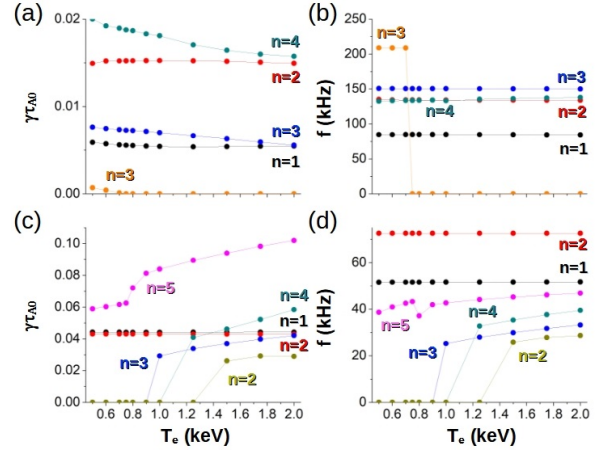 (a)
0.02
0.01
0.00
γτA0
n=4
n=2
n=3
n=1
n=3
(b)
250
200
150
100
50
0
f (kHz)
n=3
n=3
n=2
n=4
n=1
(c)
0.10
0.08
0.06
0.04
0.02
0.00
γτA0
n=5
n=4
n=1
n=2
n=3
n=2
0.6 0.8 1.0 1.2 1.4 1.6 1.8 2.0
Te (keV)
(d)
60
40
20
0
f (kHz)
n=2
n=1
n=5
n=4
n=3
n=2
0.6 0.8 1.0 1.2 1.4 1.6 1.8 2.0
Te (keV)